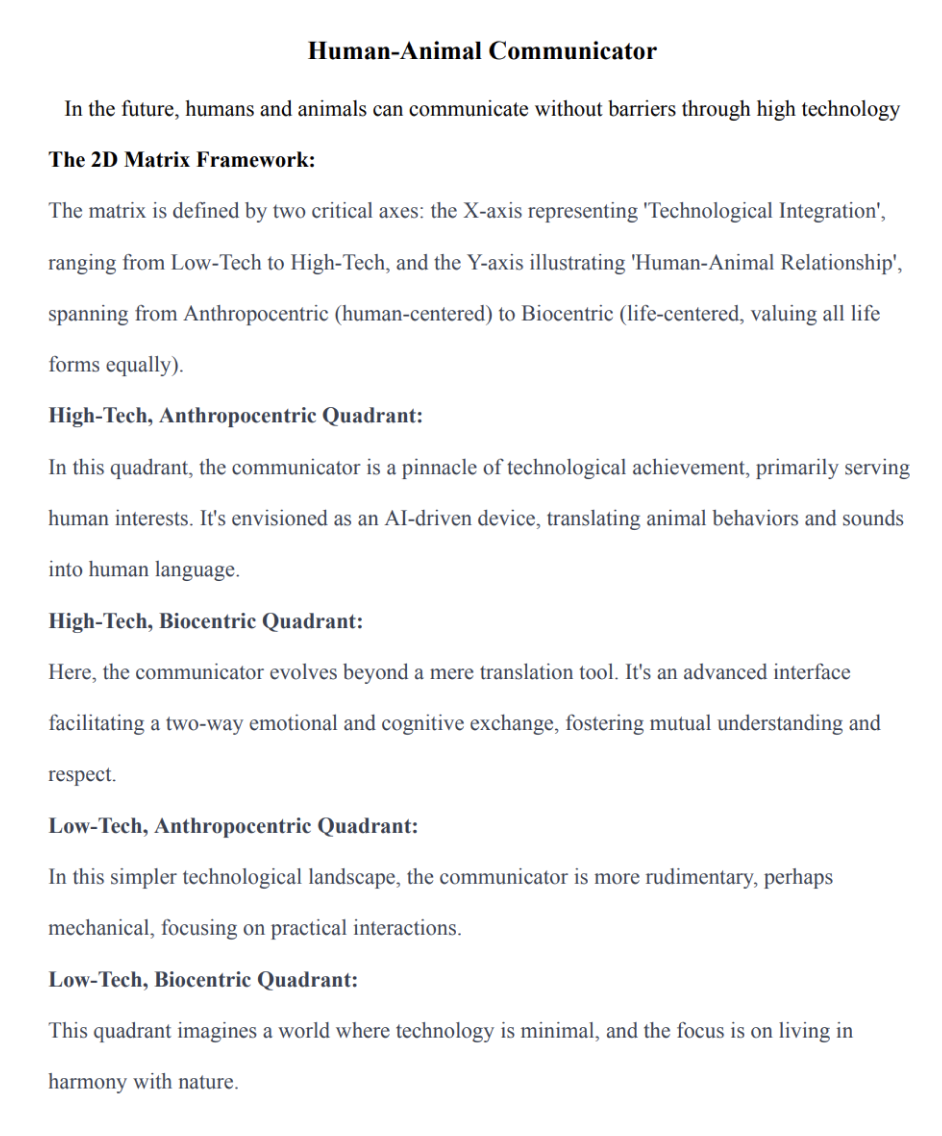 Human-Animal Communicator
In the future, humans and animals can communicate without barriers through high technology
The 2D Matrix Framework:
The matrix is defined by two critical axes: the X-axis representing 'Technological Integration',
ranging from Low-Tech to High-Tech, and the Y-axis illustrating 'Human-Animal Relationship',
spanning from Anthropocentric (human-centered) to Biocentric (life-centered, valuing all life
forms equally).
High-Tech, Anthropocentric Quadrant:
In this quadrant, the communicator is a pinnacle of technological achievement, primarily serving
human interests. It's envisioned as an AI-driven device, translating animal behaviors and sounds
into human language.
High-Tech, Biocentric Quadrant:
Here, the communicator evolves beyond a mere translation tool. It's an advanced interface
facilitating a two-way emotional and cognitive exchange, fostering mutual understanding and
respect.
Low-Tech, Anthropocentric Quadrant:
In this simpler technological landscape, the communicator is more rudimentary, perhaps
mechanical, focusing on practical interactions.
Low-Tech, Biocentric Quadrant:
This quadrant imagines a world where technology is minimal, and the focus is on living in
harmony with nature.